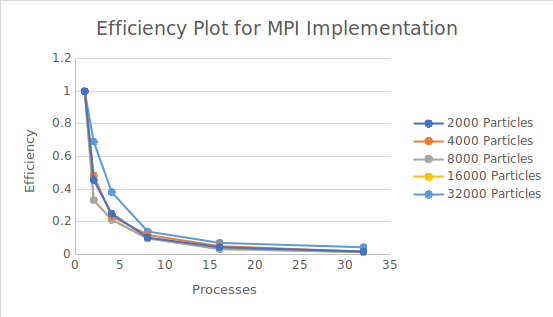 Efficiency Plot for MPI Implementation
1.2
1
0.8
0.6
0.4
0.2
0
Efficiency
0 5 10 15 20 25 30 35
Processes
2000 Particles
4000 Particles
8000 Particles
16000 Particles
32000 Particles